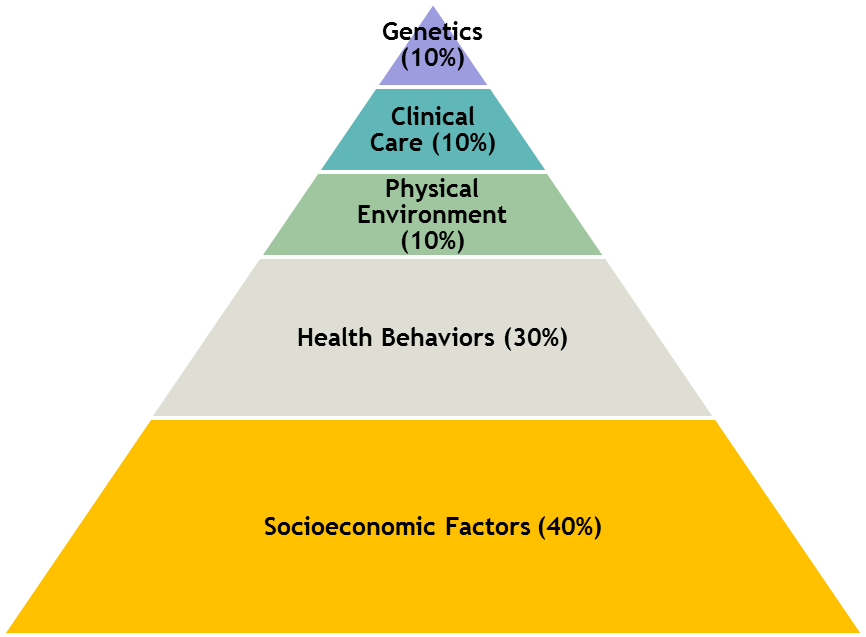 Genetics
(10%)
Clinical
Care (10%)
Physical
Environment
(10%)
Health Behaviors (30%)
Socioeconomic Factors (40%)